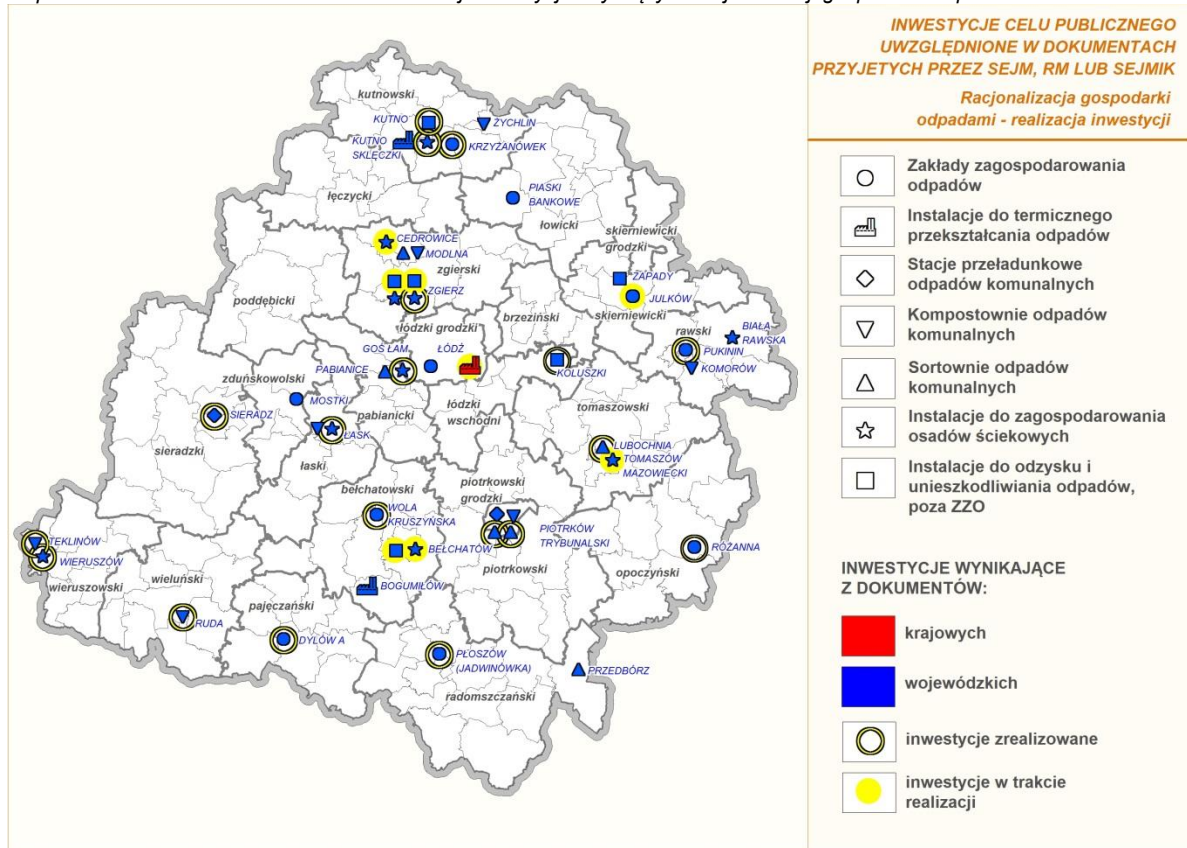 INWESTYCJE CELU PUBLICZNEGO
UWZGLĘDNIONE W DOKUMENTACH
PRZYJETYCH PRZEZ SEJM, RM LUB SEJMIK
Racjonalizacja gospodarki
odpadami - realizacja inwestycji
Zakłady zagospodarowania
odpadów
Instalacje do termicznego
przekształcania odpadów
Stacje przeładunkowe
odpadów komunalnych
Kompostownie odpadów
komunalnych
Sortownie odpadów
komunalnych
Instalacje do zagospodarowania
osadów ściekowych
Instalacje do odzysku i
unieszkodliwiania odpadów,
poza ZZO
INWESTYCJE WYNIKAJĄCE
Z DOKUMENTÓW:
krajowych
wojewódzkich
inwestycje zrealizowane
inwestycje w trakcie
realizacji
kutnowski
KUTNO
ŻYCHLIN
KUTNO
SKLĘCZKI
KRZYŻANÓWEK
PIASKI
BANKOWE
łęczycki
łowicki
skierniewicki
grodzki
CEDROWICE
MODLNA
zgierski
ZAPADY
ZGIERZ
JULKÓW
poddębicki
brzeziński
skierniewicki
łódzki grodzki
rawski
BIAŁA
RAWSKA
GOS ŁAM
ŁÓDŹ
PUKININ
PABIANICE
KOLUSZKI
KOMORÓW
zduńskowolski
MOSTKI
łódzki
wschodni
tomaszowski
SIERADZ
pabianicki
ŁASK
sieradzki
łaski
LUBOCHNIA
TOMASZÓW
MAZOWIECKI
bełchatowski
piotrkowski
grodzki
WOLA
KRUSZYŃSKA
PIOTRKÓW
TRYBUNALSKI
TEKLINÓW
WIERUSZÓW
BEŁCHATÓW
RÓŻANNA
wieluński
piotrkowski
opoczyński
wieruszowski
BOGUMIŁÓW
pajęczański
RUDA
DYLÓW A
PŁOSZÓW
(JADWINÓWKA)
PRZEDBÓRZ
radomszczański